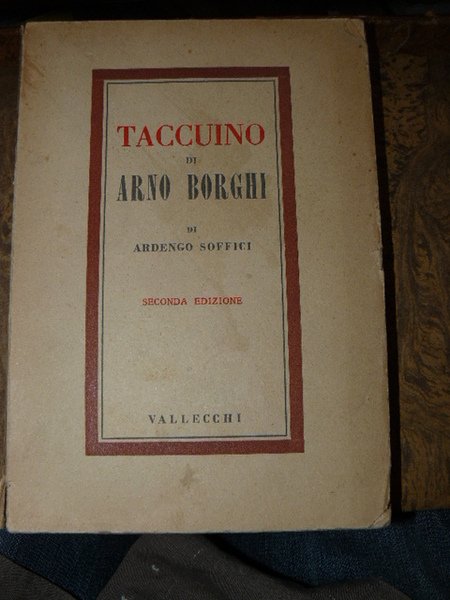 TACCUINO
DI
ARNO BORGHI
DI
ARDENGO SOFFICI
SECONDA EDIZIONE
VALLECCHI